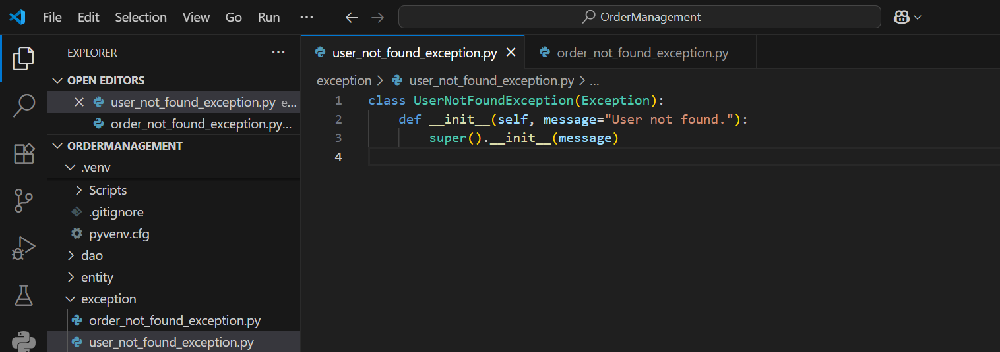 File Edit Selection View Go Run ··· OrderManagement
EXPLORER ···
OPEN EDITORS
user_not_found_exception.py e...
order_not_found_exception.py...
ORDERMANAGEMENT
.venv
Scripts
.gitignore
pyvenv.cfg
dao
entity
exception
order_not_found_exception.py
user_not_found_exception.py
user_not_found_exception.py order_not_found_exception.py
exception > user_not_found_exception.py > ...
1 class UserNotFoundException(Exception):
2     def __init__(self, message="User not found."):
3         super().__init__(message)
4